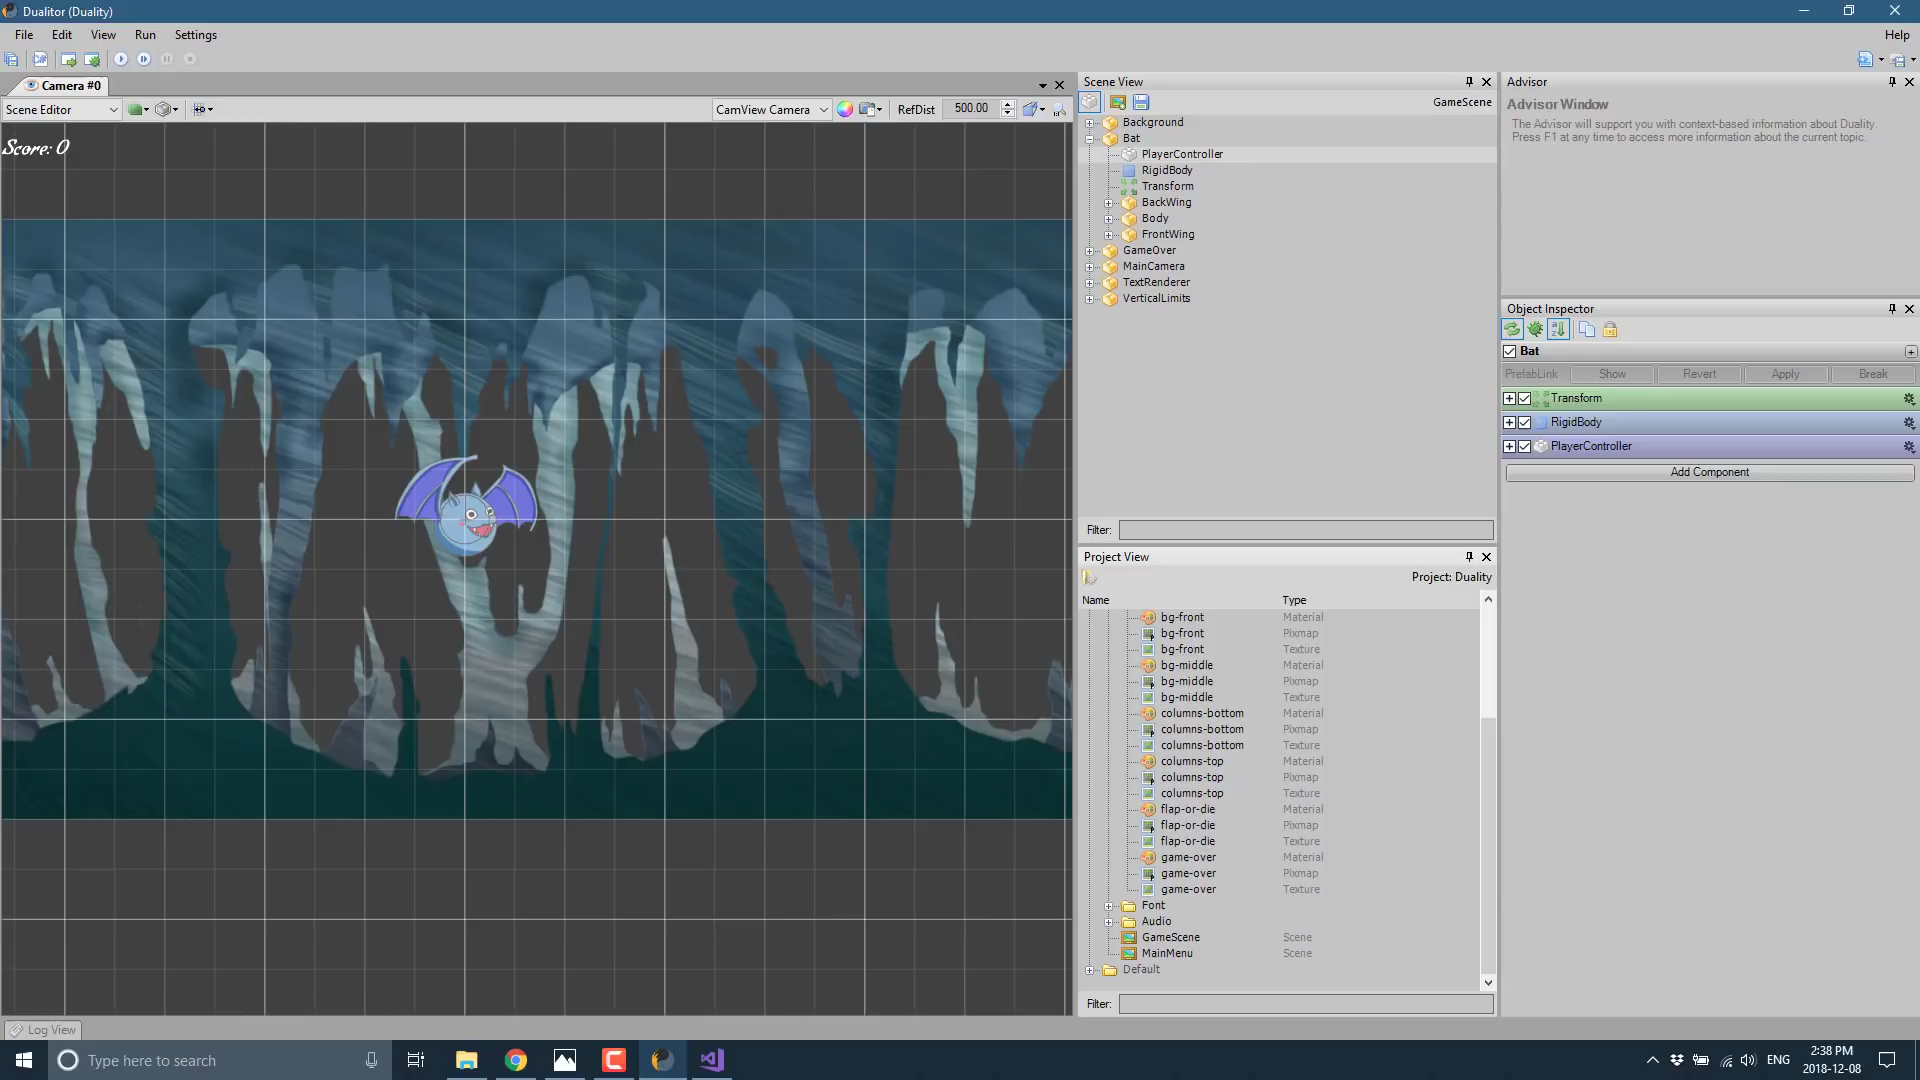 Dualitor (Duality)
File Edit View Run Settings Help
Camera #0
Scene Editor CamView Camera RefDist 500.00
Score: 0
Scene View
GameScene
Background
Bat
PlayerController
RigidBody
Transform
BackWing
Body
FrontWing
GameOver
MainCamera
TextRenderer
VerticalLimits
Filter:
Project View
Project: Duality
Name Type
bg-front Material
bg-front Pixmap
bg-front Texture
bg-middle Material
bg-middle Pixmap
bg-middle Texture
columns-bottom Material
columns-bottom Pixmap
columns-bottom Texture
columns-top Material
columns-top Pixmap
columns-top Texture
flap-or-die Material
flap-or-die Pixmap
flap-or-die Texture
game-over Material
game-over Pixmap
game-over Texture
Font
Audio
GameScene Scene
MainMenu Scene
Default
Filter:
Advisor
Advisor Window
The Advisor will support you with context-based information about Duality.
Press F1 at any time to access more information about the current topic.
Object Inspector
Bat
PrefabLink Show Revert Apply Break
Transform
RigidBody
PlayerController
Add Component
Log View
Type here to search
ENG
2:38 PM
2018-12-08